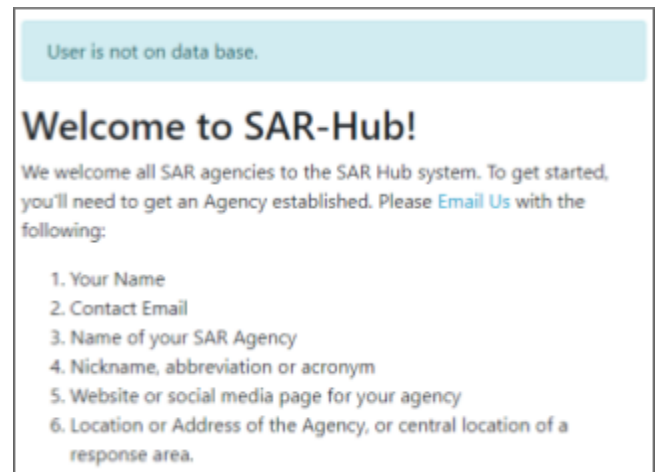 User is not on data base.
Welcome to SAR-Hub!
We welcome all SAR agencies to the SAR Hub system. To get started,
you'll need to get an Agency established. Please Email Us with the
following:
1. Your Name
2. Contact Email
3. Name of your SAR Agency
4. Nickname, abbreviation or acronym
5. Website or social media page for your agency
6. Location or Address of the Agency, or central location of a
response area.